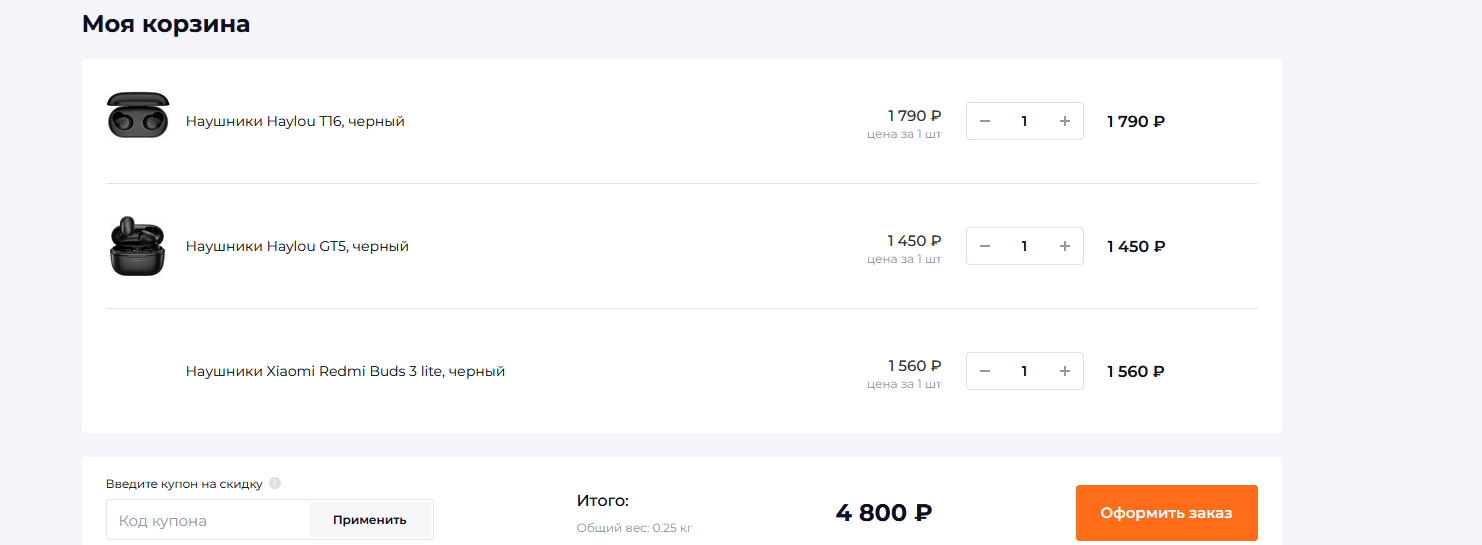 Моя корзина
Наушники Haylou T16, черный
1 790 ₽
цена за 1 шт
1
1 790 ₽
Наушники Haylou GT5, черный
1 450 ₽
цена за 1 шт
1
1 450 ₽
Наушники Xiaomi Redmi Buds 3 lite, черный
1 560 ₽
цена за 1 шт
1
1 560 ₽
Введите купон на скидку
Код купона
Применить
Итого:
Общий вес: 0.25 кг
4 800 ₽
Оформить заказ